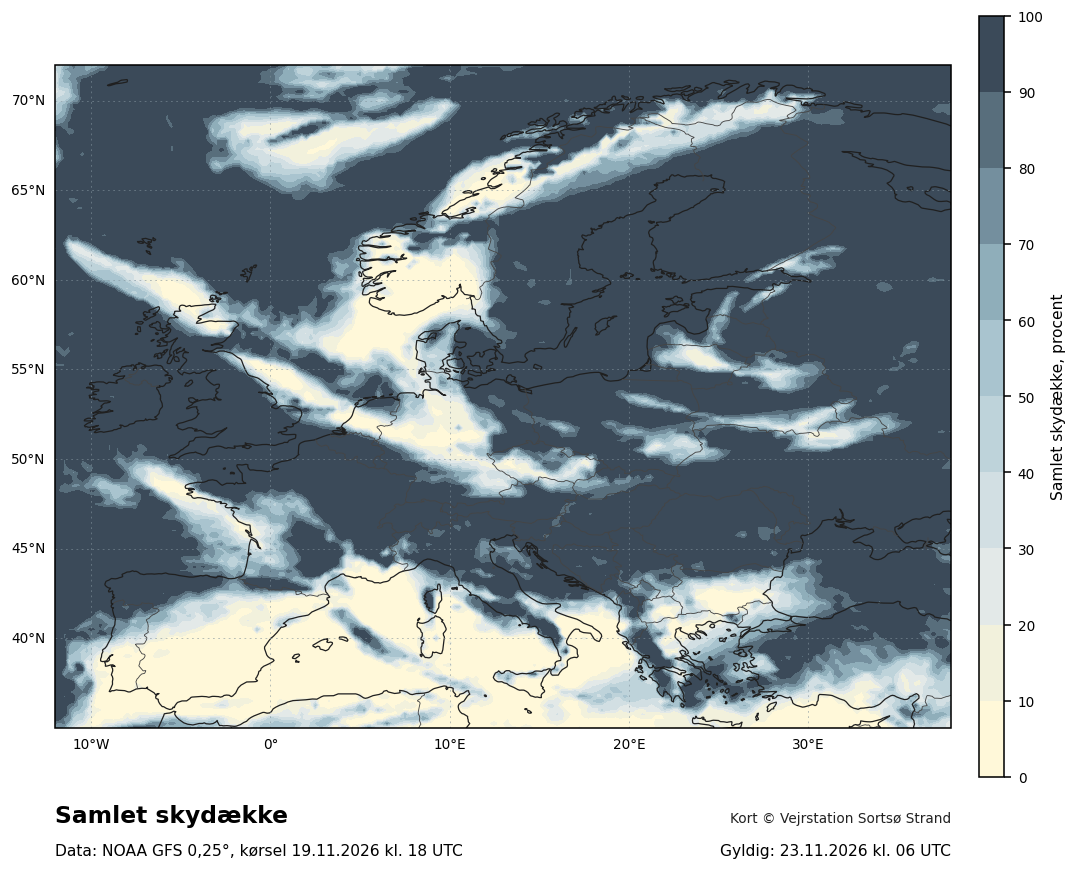 100
90
80
70
60
50
40
30
20
10
0
Samlet skydække, procent
70°N
65°N
60°N
55°N
50°N
45°N
40°N
10°W
0°
10°E
20°E
30°E
Samlet skydække
Kort © Vejrstation Sortsø Strand
Data: NOAA GFS 0,25°, kørsel 19.11.2026 kl. 18 UTC
Gyldig: 23.11.2026 kl. 06 UTC